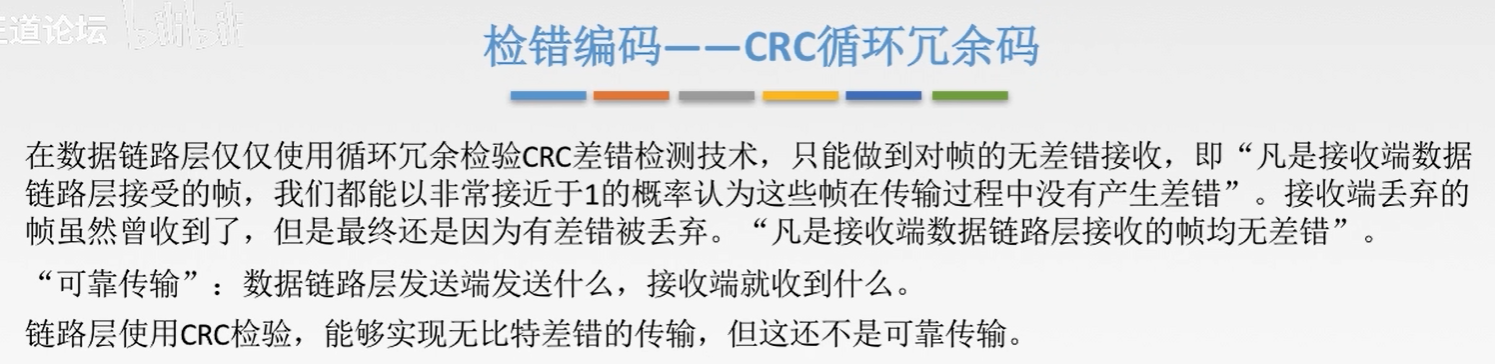 王道论坛 bilibili
检错编码——CRC循环冗余码
在数据链路层仅仅使用循环冗余检验CRC差错检测技术，只能做到对帧的无差错接收，即“凡是接收端数据
链路层接受的帧，我们都能以非常接近于1的概率认为这些帧在传输过程中没有产生差错”。接收端丢弃的
帧虽然曾收到了，但是最终还是因为有差错被丢弃。“凡是接收端数据链路层接收的帧均无差错”。
“可靠传输”：数据链路层发送端发送什么，接收端就收到什么。
链路层使用CRC检验，能够实现无比特差错的传输，但这还不是可靠传输。